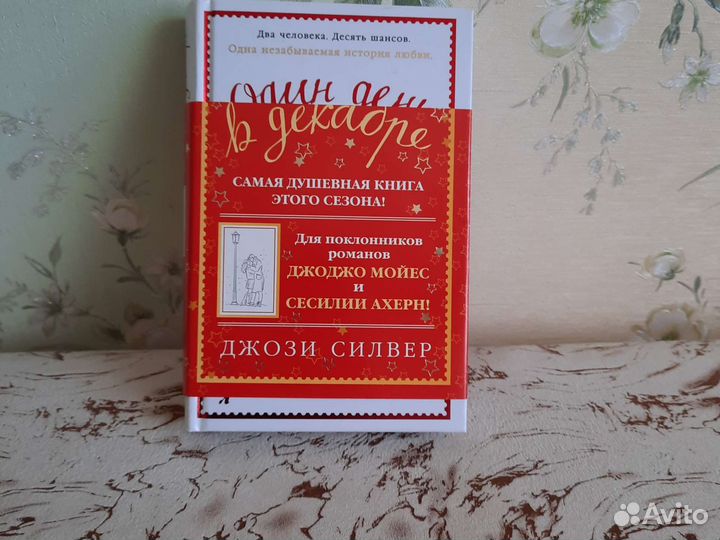 Два человека. Десять шансов.
Одна незабываемая история любви.
Один день
в декабре
САМАЯ ДУШЕВНАЯ КНИГА
ЭТОГО СЕЗОНА!
Для поклонников
романов
ДЖОДЖО МОЙЕС
и
СЕСИЛИИ АХЕРН!
ДЖОЗИ СИЛВЕР
Avito